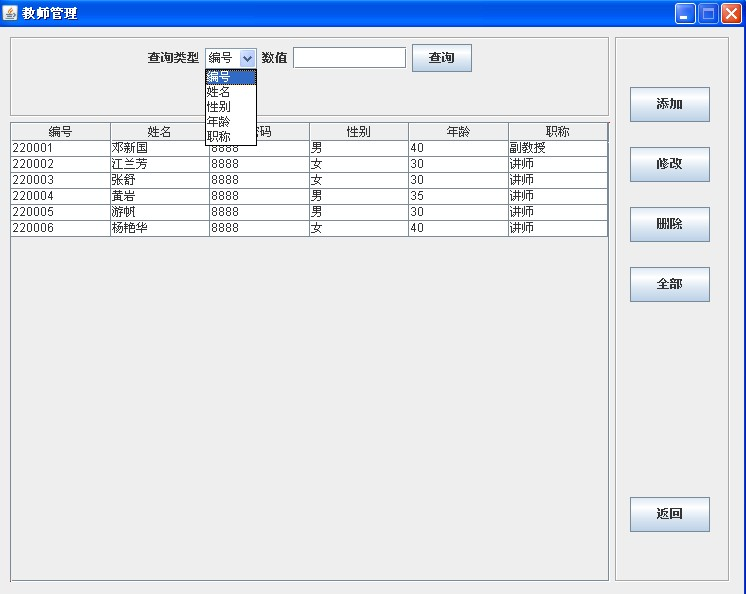 教师管理
查询类型 编号 数值 查询
编号
姓名
性别
年龄
职称
编号 姓名 码 性别 年龄 职称
220001 邓新国 8888 男 40 副教授
220002 江兰芳 8888 女 30 讲师
220003 张舒 8888 女 30 讲师
220004 黄岩 8888 男 35 讲师
220005 游帆 8888 男 30 讲师
220006 杨艳华 8888 女 40 讲师
添加
修改
删除
全部
返回